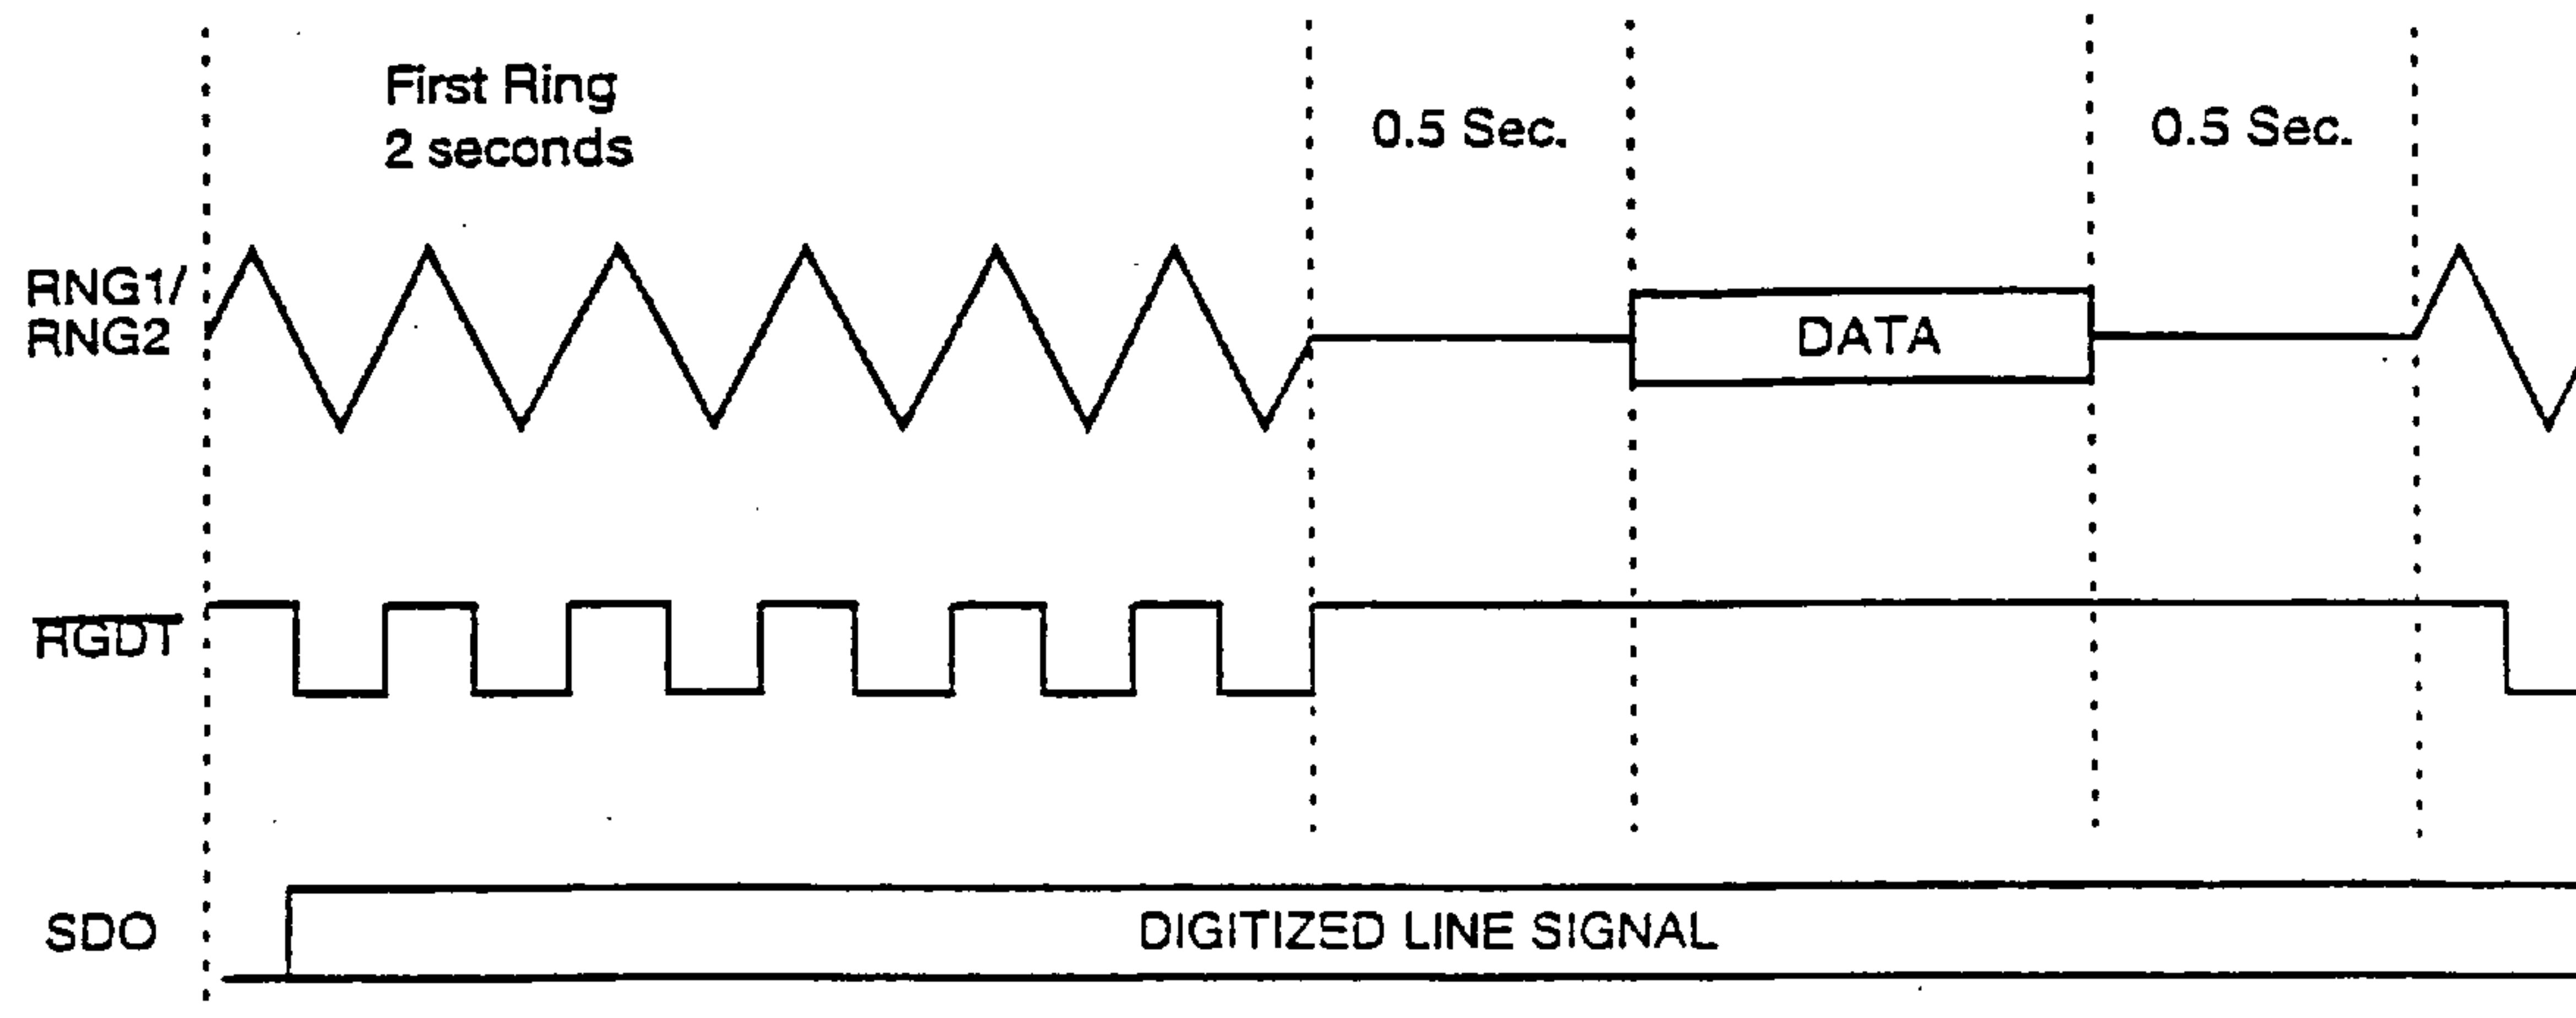 First Ring
2 seconds
0.5 Sec.
0.5 Sec.
RNG1/
RNG2
DATA
RGDT
SDO
DIGITIZED LINE SIGNAL